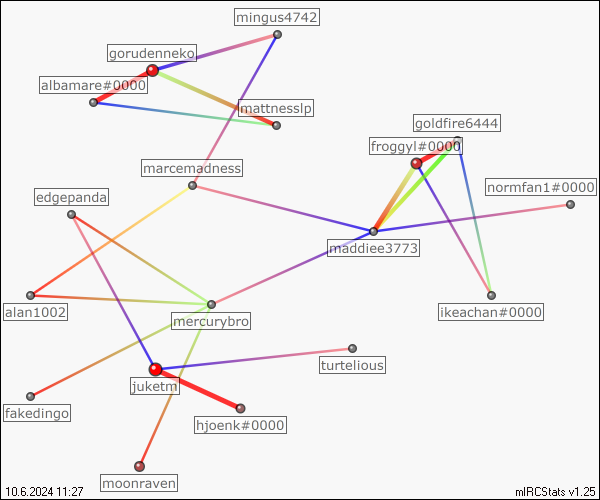 mingus4742
gorudenneko
albamare#0000
mattnesslp
goldfire6444
froggyl#0000
marcemadness
normfan1#0000
edgepanda
maddiee3773
alan1002
mercurybro
ikeachan#0000
turtelious
juketm
fakedingo
hjoenk#0000
moonraven
10.6.2024 11:27
mIRCStats v1.25